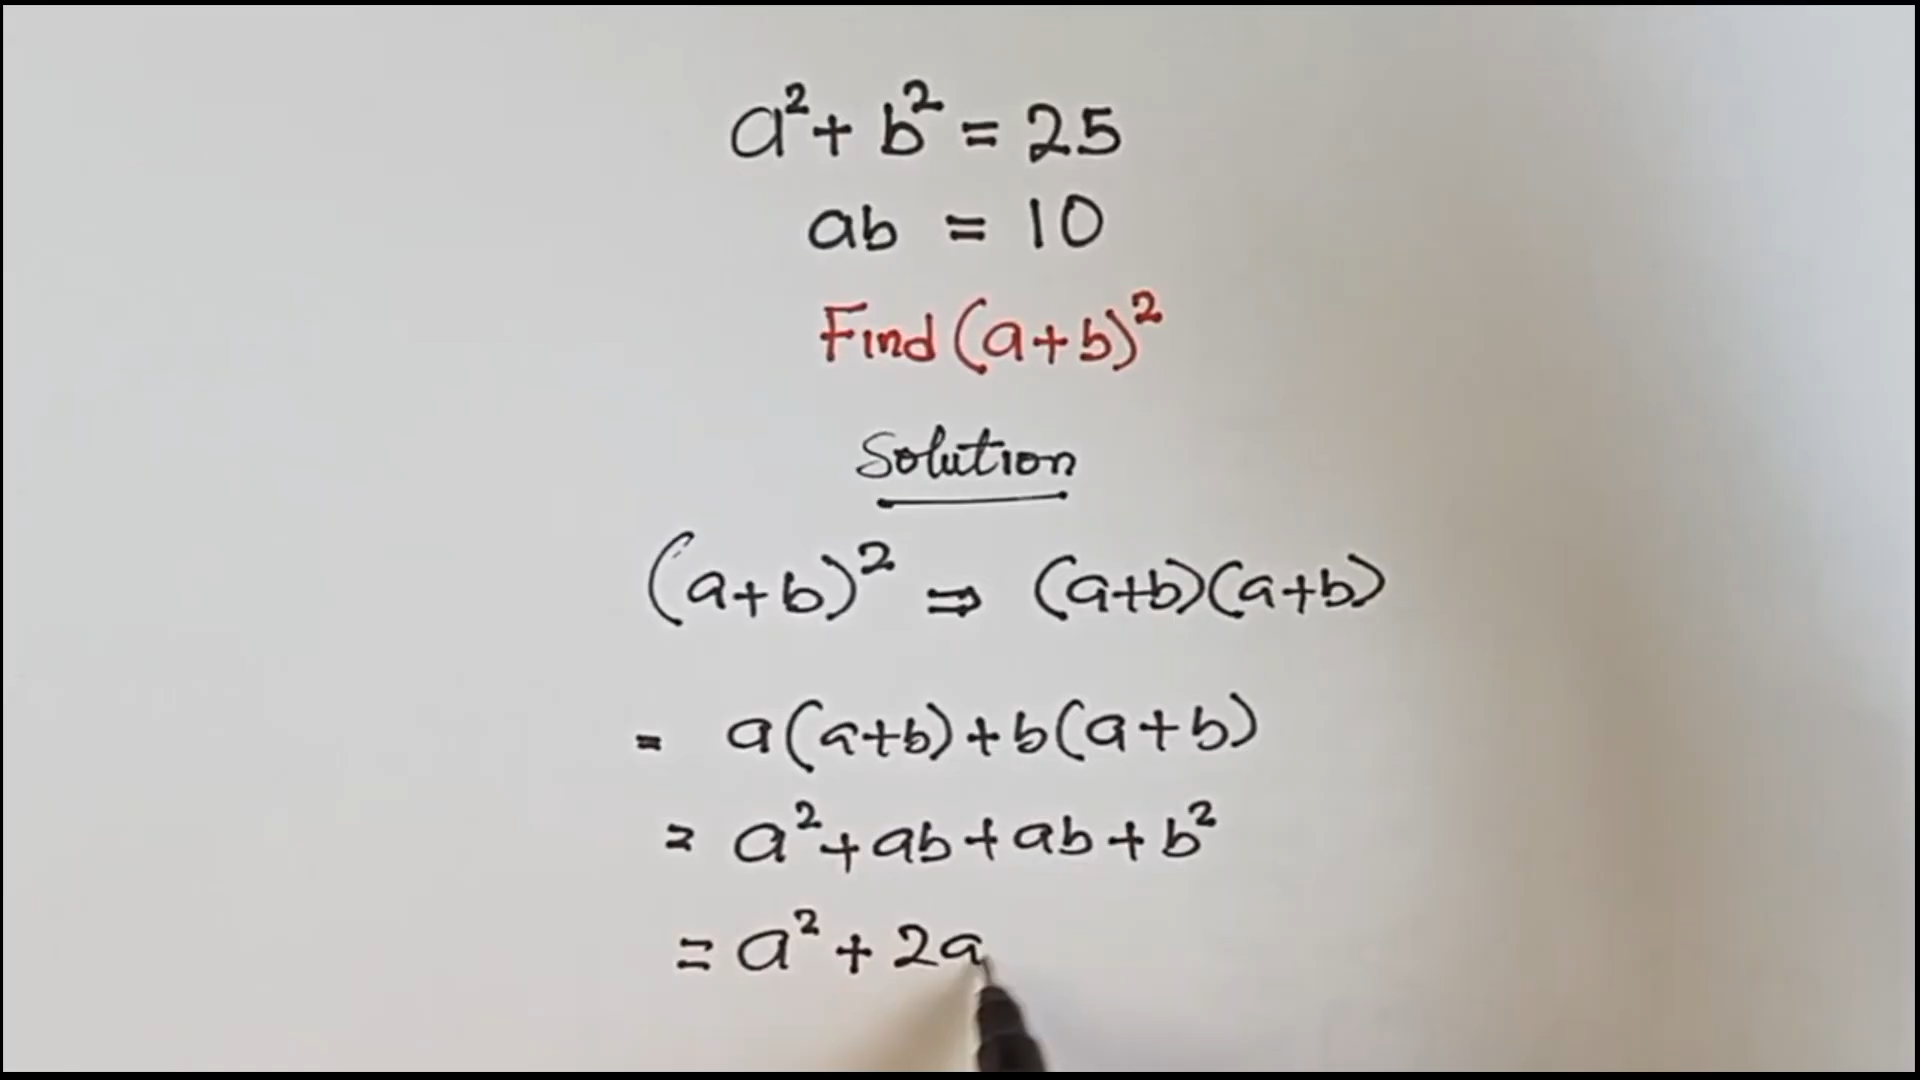 a² + b² = 25
ab = 10
Find (a+b)²
Solution
(a+b)² ⇒ (a+b)(a+b)
= a(a+b)+b(a+b)
= a²+ab+ab+b²
= a² + 2a